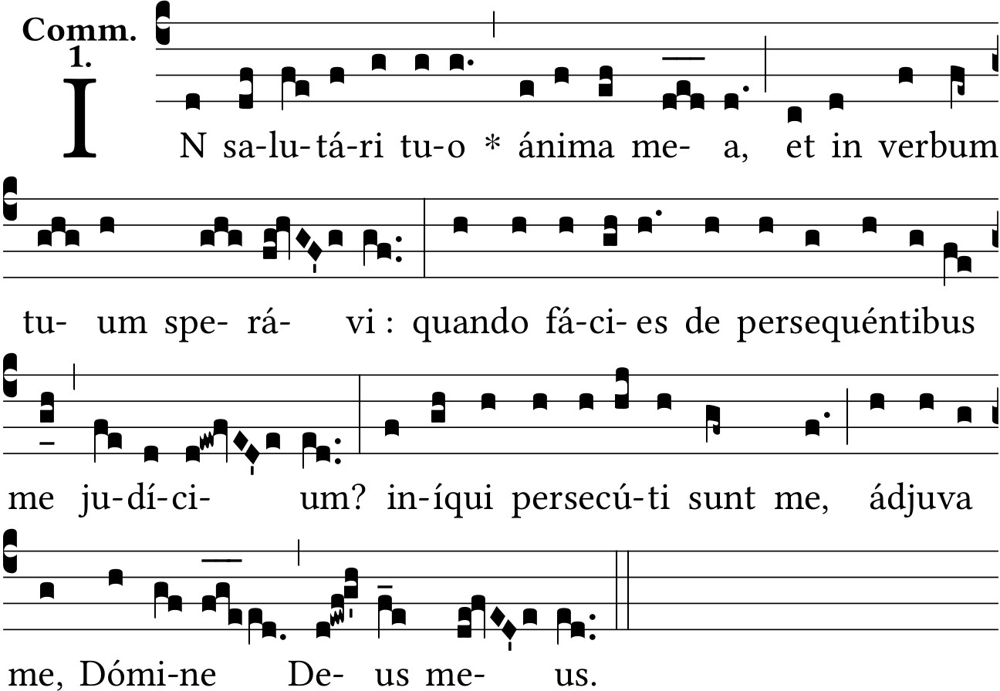 Comm.
1.
IN sa-lu-tá-ri tu-o * ánima me- a, et in verbum
tu- um spe- rá- vi : quando fá-ci-es de persequéntibus
me ju-dí-ci- um? in-íqui persecú-ti sunt me, ádjuva
me, Dómi-ne De- us me- us.